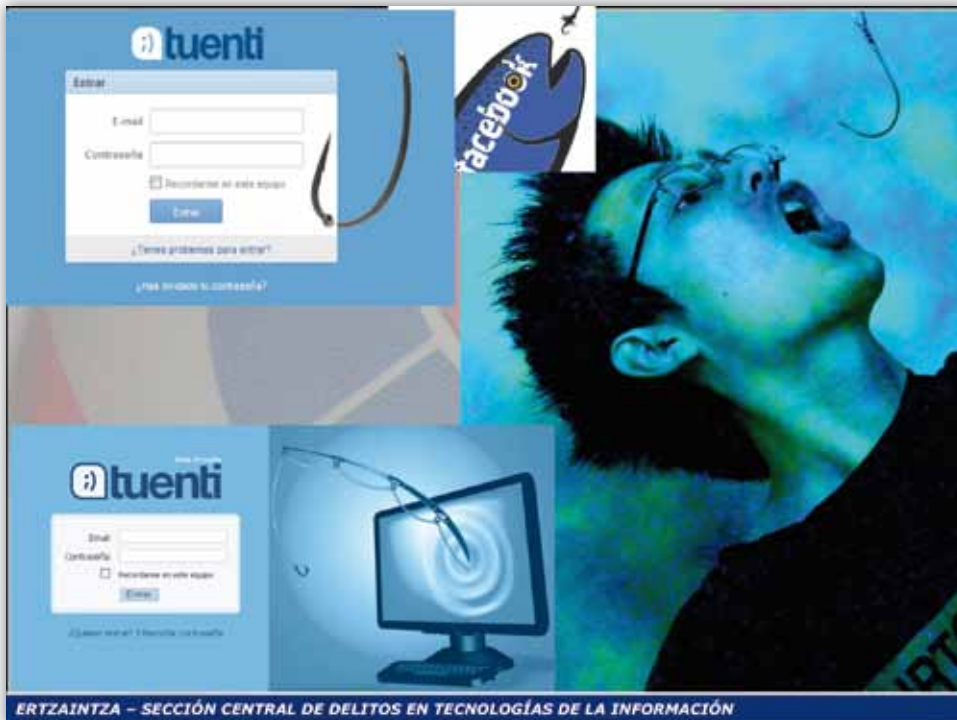 ;) tuenti
Entrar
E-mail
Contraseña
Recordarme en este equipo
Entrar
¿Tienes problemas para entrar?
¿Has olvidado tu contraseña?
facebook
;) tuenti
Email
Contraseña
Recordarme en este equipo
Entrar
ERTZAINTZA – SECCIÓN CENTRAL DE DELITOS EN TECNOLOGÍAS DE LA INFORMACIÓN